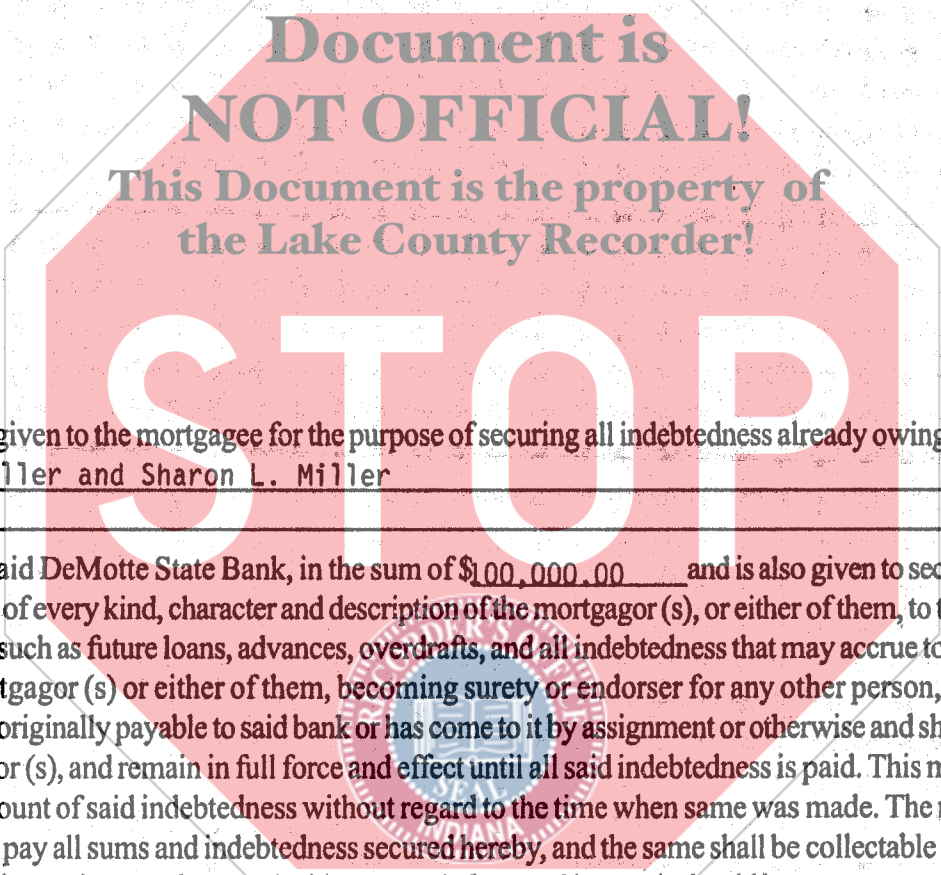 Document is
NOT OFFICIAL!
This Document is the property of
the Lake County Recorder!
STOP
given to the mortgagee for the purpose of securing all indebtedness already owing
ller and Sharon L. Miller
aid DeMotte State Bank, in the sum of $100,000.00 and is also given to sec
of every kind, character and description of the mortgagor (s), or either of them, to t
such as future loans, advances, overdrafts, and all indebtedness that may accrue to
tgagor (s) or either of them, becoming surety or endorser for any other person,
originally payable to said bank or has come to it by assignment or otherwise and sh
or (s), and remain in full force and effect until all said indebtedness is paid. This m
ount of said indebtedness without regard to the time when same was made. The
pay all sums and indebtedness secured hereby, and the same shall be collectable
RECORDER'S OFFICE
SEAL
INDIANA